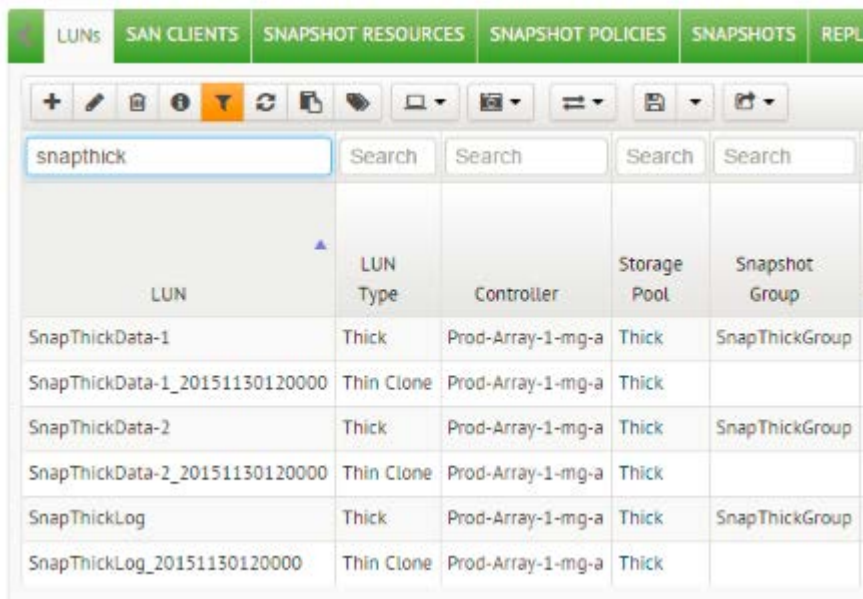 LUNs SAN CLIENTS SNAPSHOT RESOURCES SNAPSHOT POLICIES SNAPSHOTS REPL
snapthick Search Search Search Search
LUN LUN Type Controller Storage Pool Snapshot Group
SnapThickData-1 Thick Prod-Array-1-mg-a Thick SnapThickGroup
SnapThickData-1_20151130120000 Thin Clone Prod-Array-1-mg-a Thick
SnapThickData-2 Thick Prod-Array-1-mg-a Thick SnapThickGroup
SnapThickData-2_20151130120000 Thin Clone Prod-Array-1-mg-a Thick
SnapThickLog Thick Prod-Array-1-mg-a Thick SnapThickGroup
SnapThickLog_20151130120000 Thin Clone Prod-Array-1-mg-a Thick